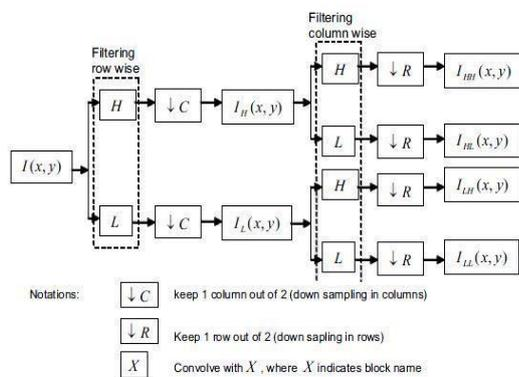 Filtering
row wise
Filtering
column wise
I(x, y)
H
↓ C
I_H(x, y)
H
↓ R
I_HH(x, y)
L
↓ R
I_HL(x, y)
L
↓ C
I_L(x, y)
H
↓ R
I_LH(x, y)
L
↓ R
I_LL(x, y)
Notations:
↓ C keep 1 column out of 2 (down sampling in columns)
↓ R Keep 1 row out of 2 (down sapling in rows)
X Convolve with X , where X indicates block name